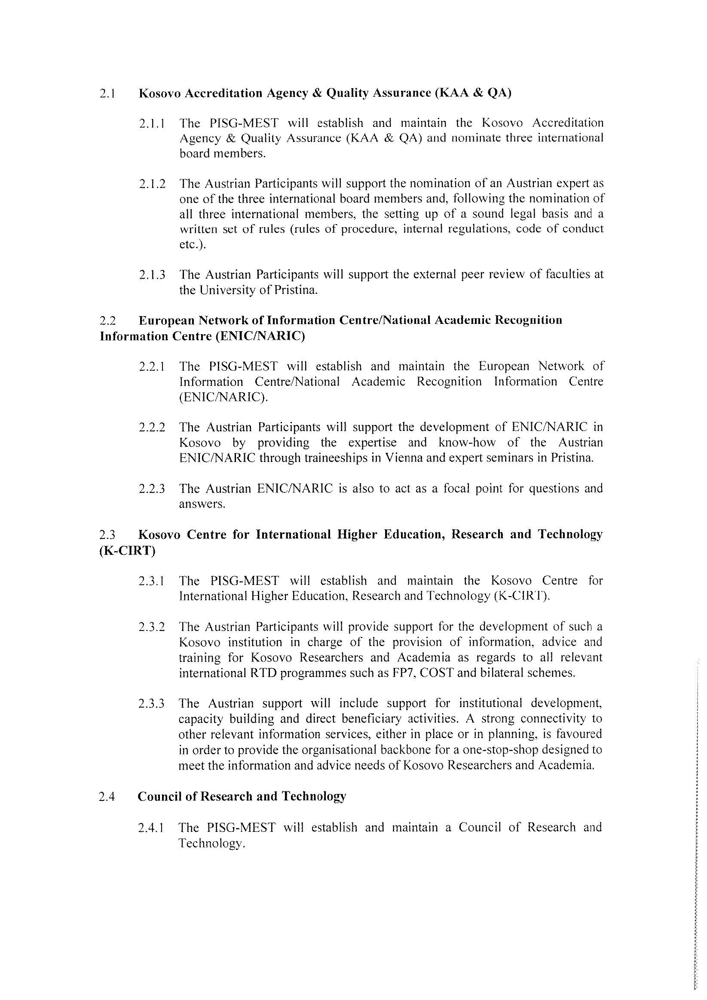 2.1 Kosovo Accreditation Agency & Quality Assurance (KAA & QA)
2.1.1 The PISG-MEST will establish and maintain the Kosovo Accreditation
Agency & Quality Assurance (KAA & QA) and nominate three international
board members.
2.1.2 The Austrian Participants will support the nomination of an Austrian expert as
one of the three international board members and, following the nomination of
all three international members, the setting up of a sound legal basis and a
written set of rules (rules of procedure, internal regulations, code of conduct
etc.).
2.1.3 The Austrian Participants will support the external peer review of faculties at
the University of Pristina.
2.2 European Network of Information Centre/National Academic Recognition
Information Centre (ENIC/NARIC)
2.2.1 The PISG-MEST will establish and maintain the European Network of
Information Centre/National Academic Recognition Information Centre
(ENIC/NARIC).
2.2.2 The Austrian Participants will support the development of ENIC/NARIC in
Kosovo by providing the expertise and know-how of the Austrian
ENIC/NARIC through traineeships in Vienna and expert seminars in Pristina.
2.2.3 The Austrian ENIC/NARIC is also to act as a focal point for questions and
answers.
2.3 Kosovo Centre for International Higher Education, Research and Technology
(K-CIRT)
2.3.1 The PISG-MEST will establish and maintain the Kosovo Centre for
International Higher Education, Research and Technology (K-CIRT).
2.3.2 The Austrian Participants will provide support for the development of such a
Kosovo institution in charge of the provision of information, advice and
training for Kosovo Researchers and Academia as regards to all relevant
international RTD programmes such as FP7, COST and bilateral schemes.
2.3.3 The Austrian support will include support for institutional development,
capacity building and direct beneficiary activities. A strong connectivity to
other relevant information services, either in place or in planning, is favoured
in order to provide the organisational backbone for a one-stop-shop designed to
meet the information and advice needs of Kosovo Researchers and Academia.
2.4 Council of Research and Technology
2.4.1 The PISG-MEST will establish and maintain a Council of Research and
Technology.